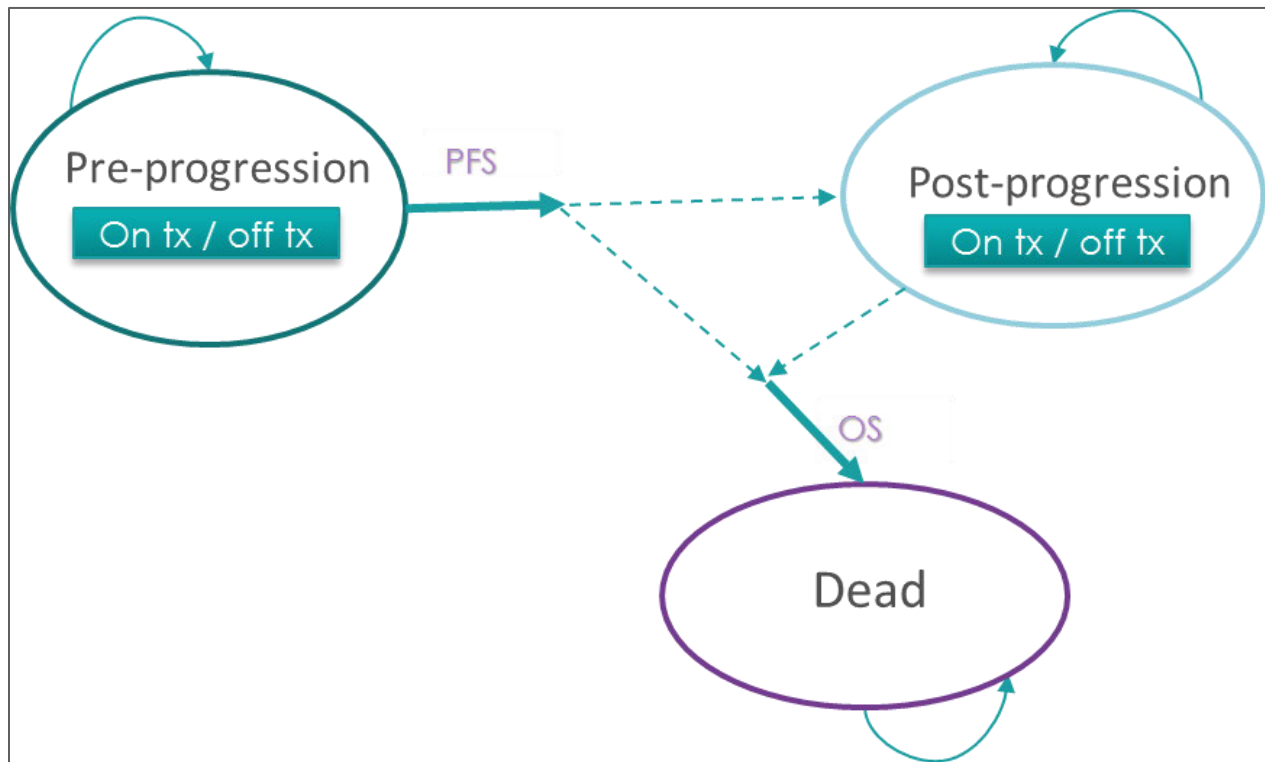 Pre-progression
On tx / off tx
PFS
Post-progression
On tx / off tx
OS
Dead